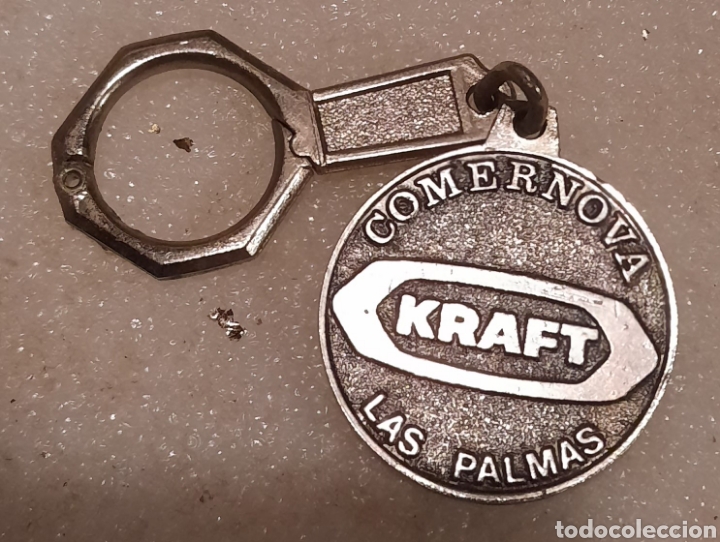 COMERNOVA
KRAFT
LAS PALMAS
todocoleccion